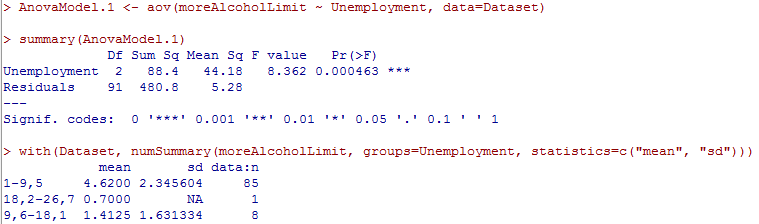 > AnovaModel.1 <- aov(moreAlcoholLimit ~ Unemployment, data=Dataset)
> summary(AnovaModel.1)
Df Sum Sq Mean Sq F value Pr(>F)
Unemployment 2 88.4 44.18 8.362 0.000463 ***
Residuals 91 480.8 5.28
---
Signif. codes: 0 '***' 0.001 '**' 0.01 '*' 0.05 '.' 0.1 ' ' 1
> with(Dataset, numSummary(moreAlcoholLimit, groups=Unemployment, statistics=c("mean", "sd")))
mean sd data:n
1-9,5 4.6200 2.345604 85
18,2-26,7 0.7000 NA 1
9,6-18,1 1.4125 1.631334 8